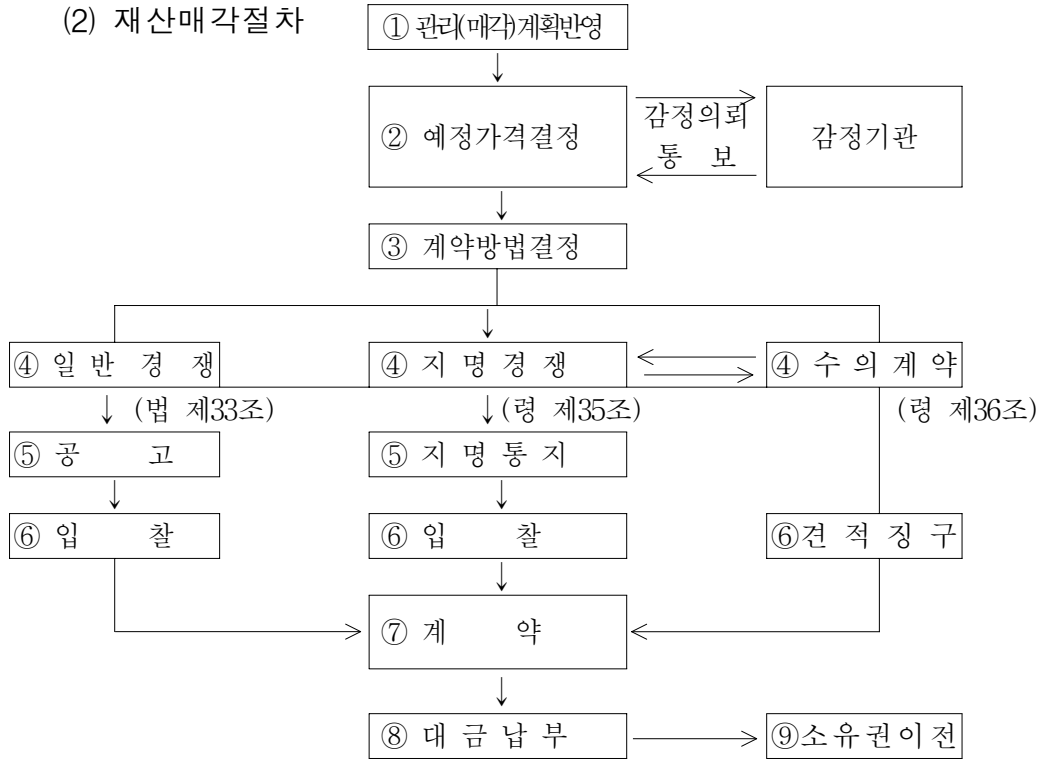 (2) 재산매각절차
① 관리(매각)계획반영
② 예정가격결정
감정의뢰
통 보
감정기관
③ 계약방법결정
④ 일 반 경 쟁
④ 지 명 경 쟁
④ 수 의 계 약
(법 제33조)
(령 제35조)
(령 제36조)
⑤ 공 고
⑤ 지 명 통 지
⑥ 입 찰
⑥ 입 찰
⑥견 적 징 구
⑦ 계 약
⑧ 대 금 납 부
⑨소유권이전